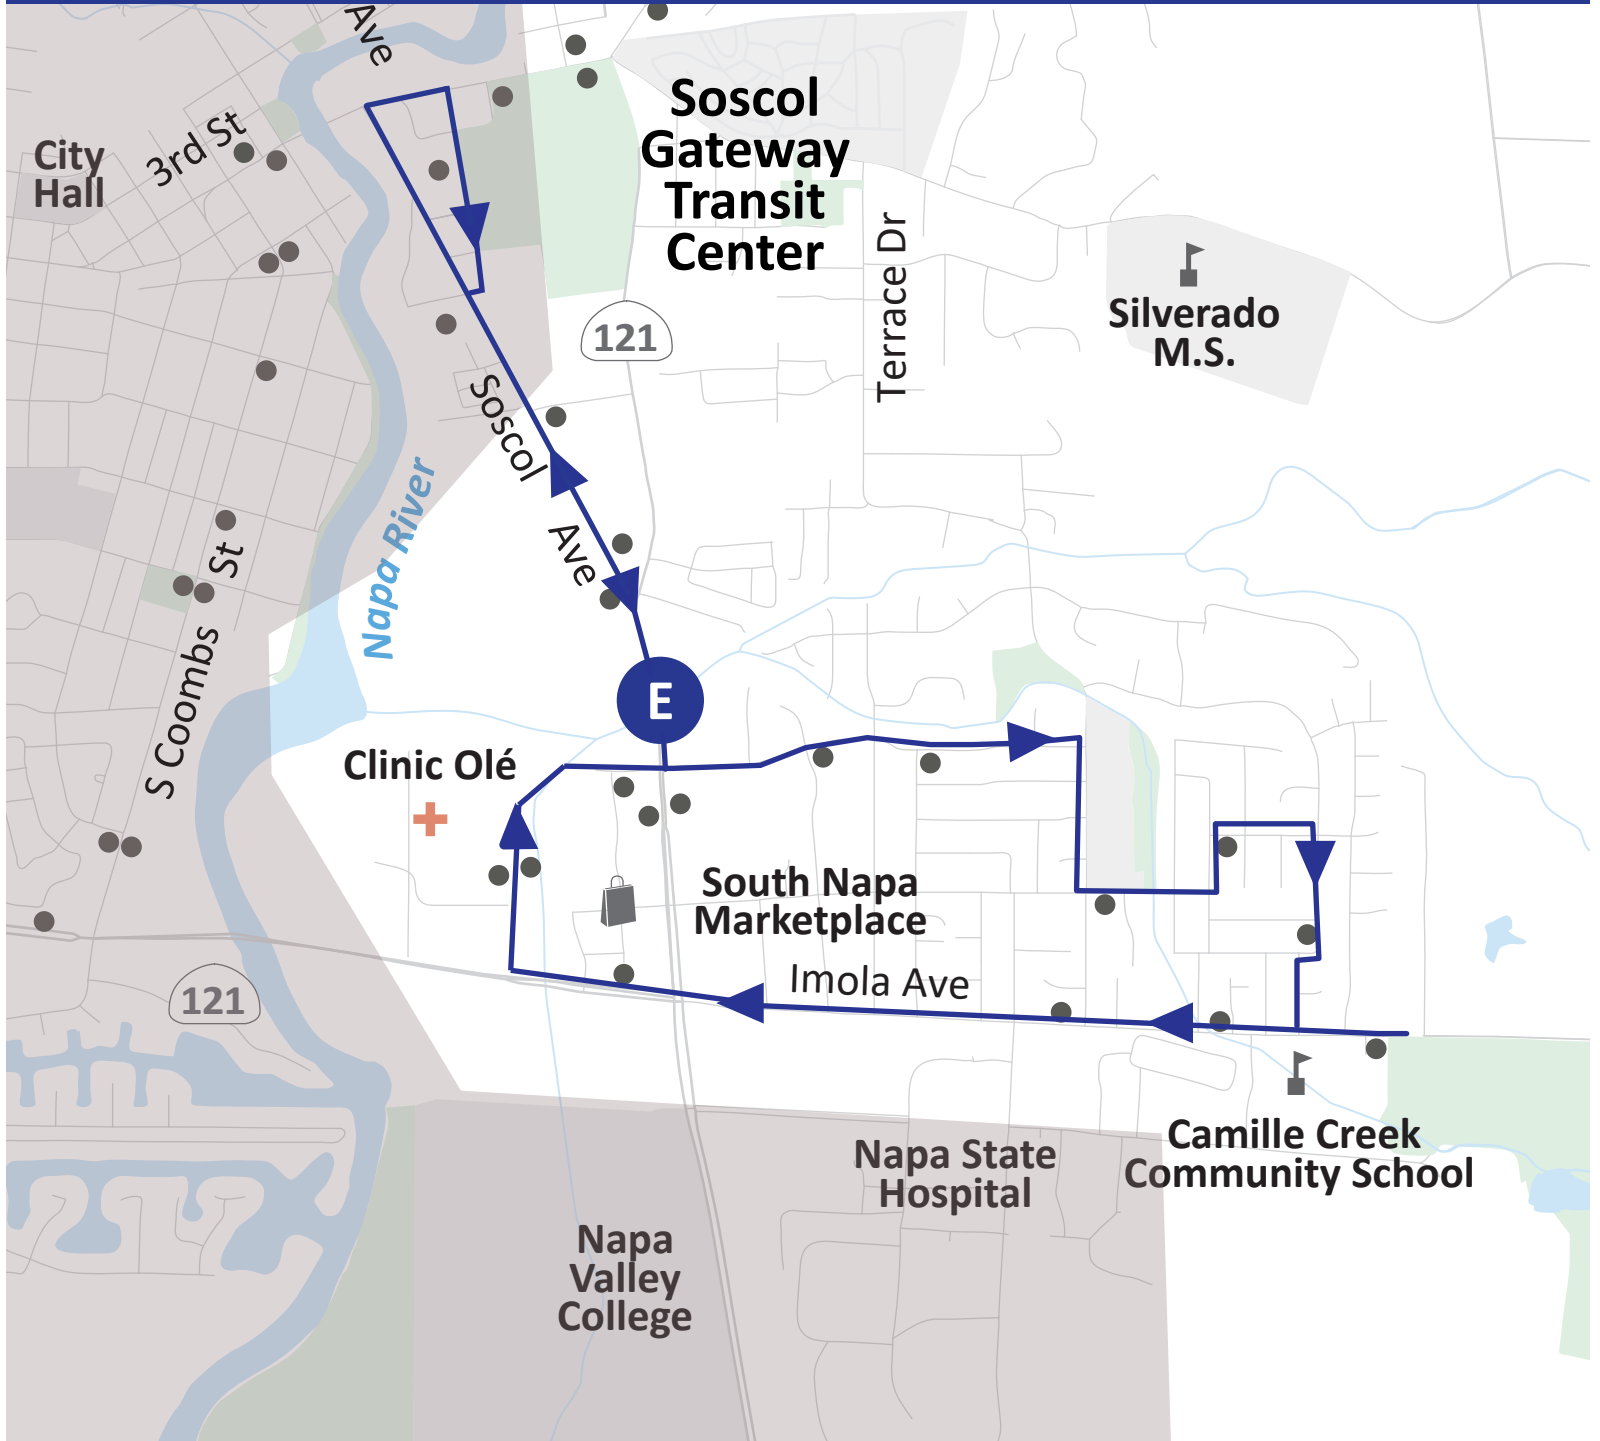 Ave
Soscol
Gateway
Transit
Center
3rd St
City
Hall
Terrace Dr
Silverado
M.S.
121
Soscol
Ave
Napa River
S Coombs St
E
Clinic Olé
South Napa
Marketplace
Imola Ave
121
Camille Creek
Community School
Napa State
Hospital
Napa
Valley
College